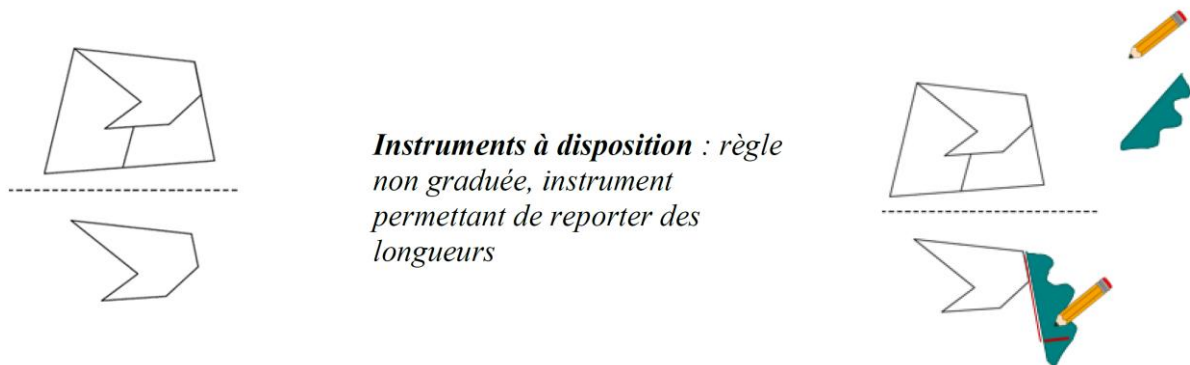 Instruments à disposition : règle
non graduée, instrument
permettant de reporter des
longueurs